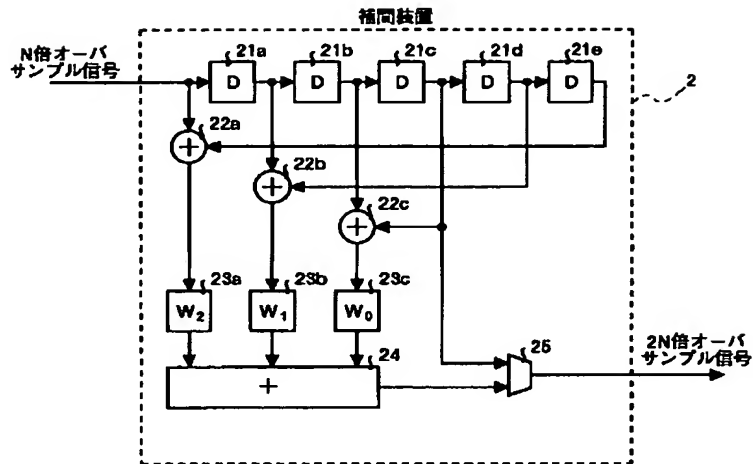 補間装置
N倍オーバ
サンプル信号
21a
21b
21c
21d
21e
D
D
D
D
D
2
22a
+
22b
+
22c
+
23a
23b
23c
W₂
W₁
W₀
24
+
25
2N倍オーバ
サンプル信号